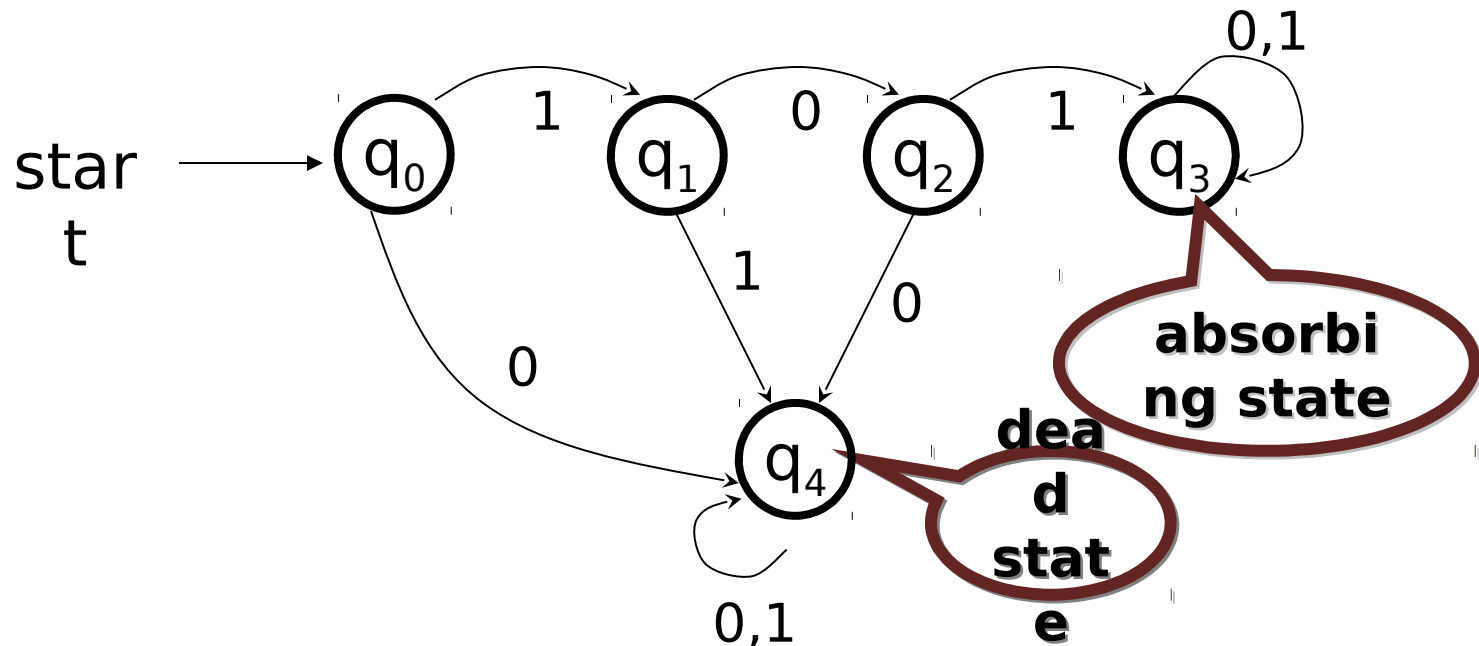 0,1
1
0
1
q0
q1
q2
q3
star
t
1
0
0
absorbi
ng state
dea
d
stat
e
q4
0,1